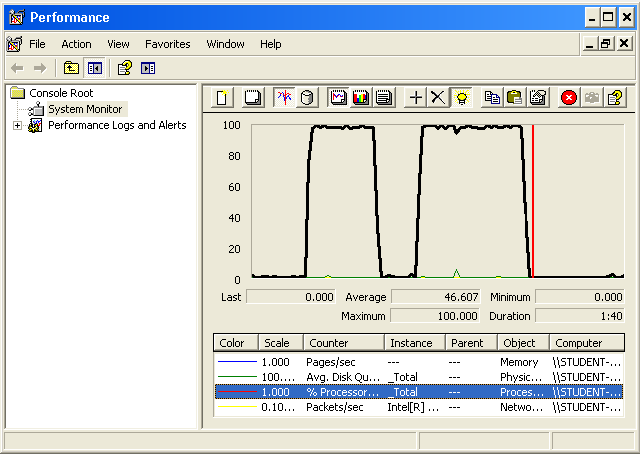 Performance
File Action View Favorites Window Help
Console Root
System Monitor
Performance Logs and Alerts
100
80
60
40
20
0
Last 0.000 Average 46.607 Minimum 0.000
Maximum 100.000 Duration 1:40
Color Scale Counter Instance Parent Object Computer
1.000 Pages/sec --- --- Memory \\STUDENT-...
100.... Avg. Disk Qu... _Total --- Physic... \\STUDENT-...
1.000 % Processor... _Total --- Proces... \\STUDENT-...
0.10... Packets/sec Intel[R] ... --- Netwo... \\STUDENT-...